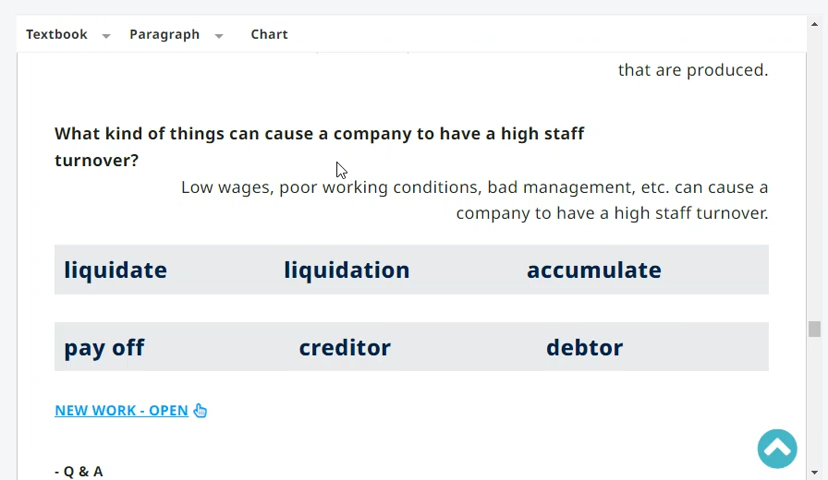 Textbook Paragraph Chart
that are produced.
What kind of things can cause a company to have a high staff
turnover?
Low wages, poor working conditions, bad management, etc. can cause a
company to have a high staff turnover.
liquidate liquidation accumulate
pay off creditor debtor
NEW WORK - OPEN
- Q & A